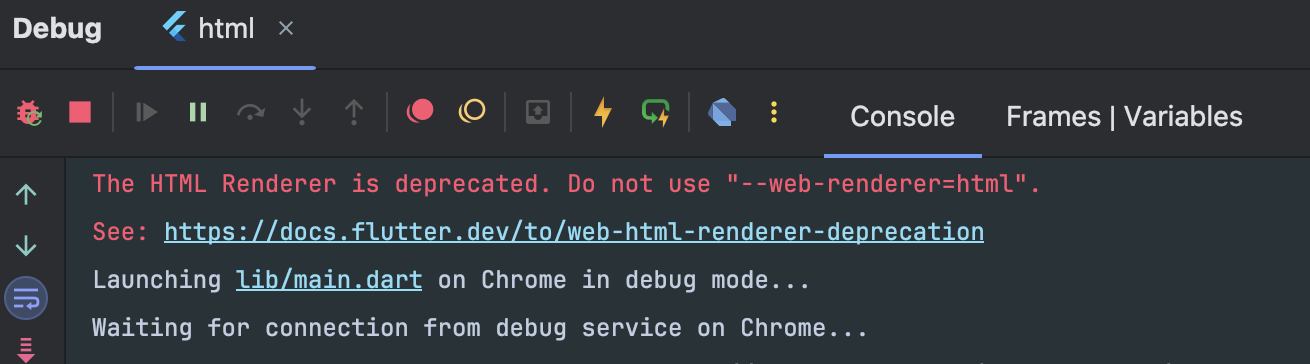 Debug
html
Console
Frames | Variables
The HTML Renderer is deprecated. Do not use "--web-renderer=html".
See: https://docs.flutter.dev/to/web-html-renderer-deprecation
Launching lib/main.dart on Chrome in debug mode...
Waiting for connection from debug service on Chrome...